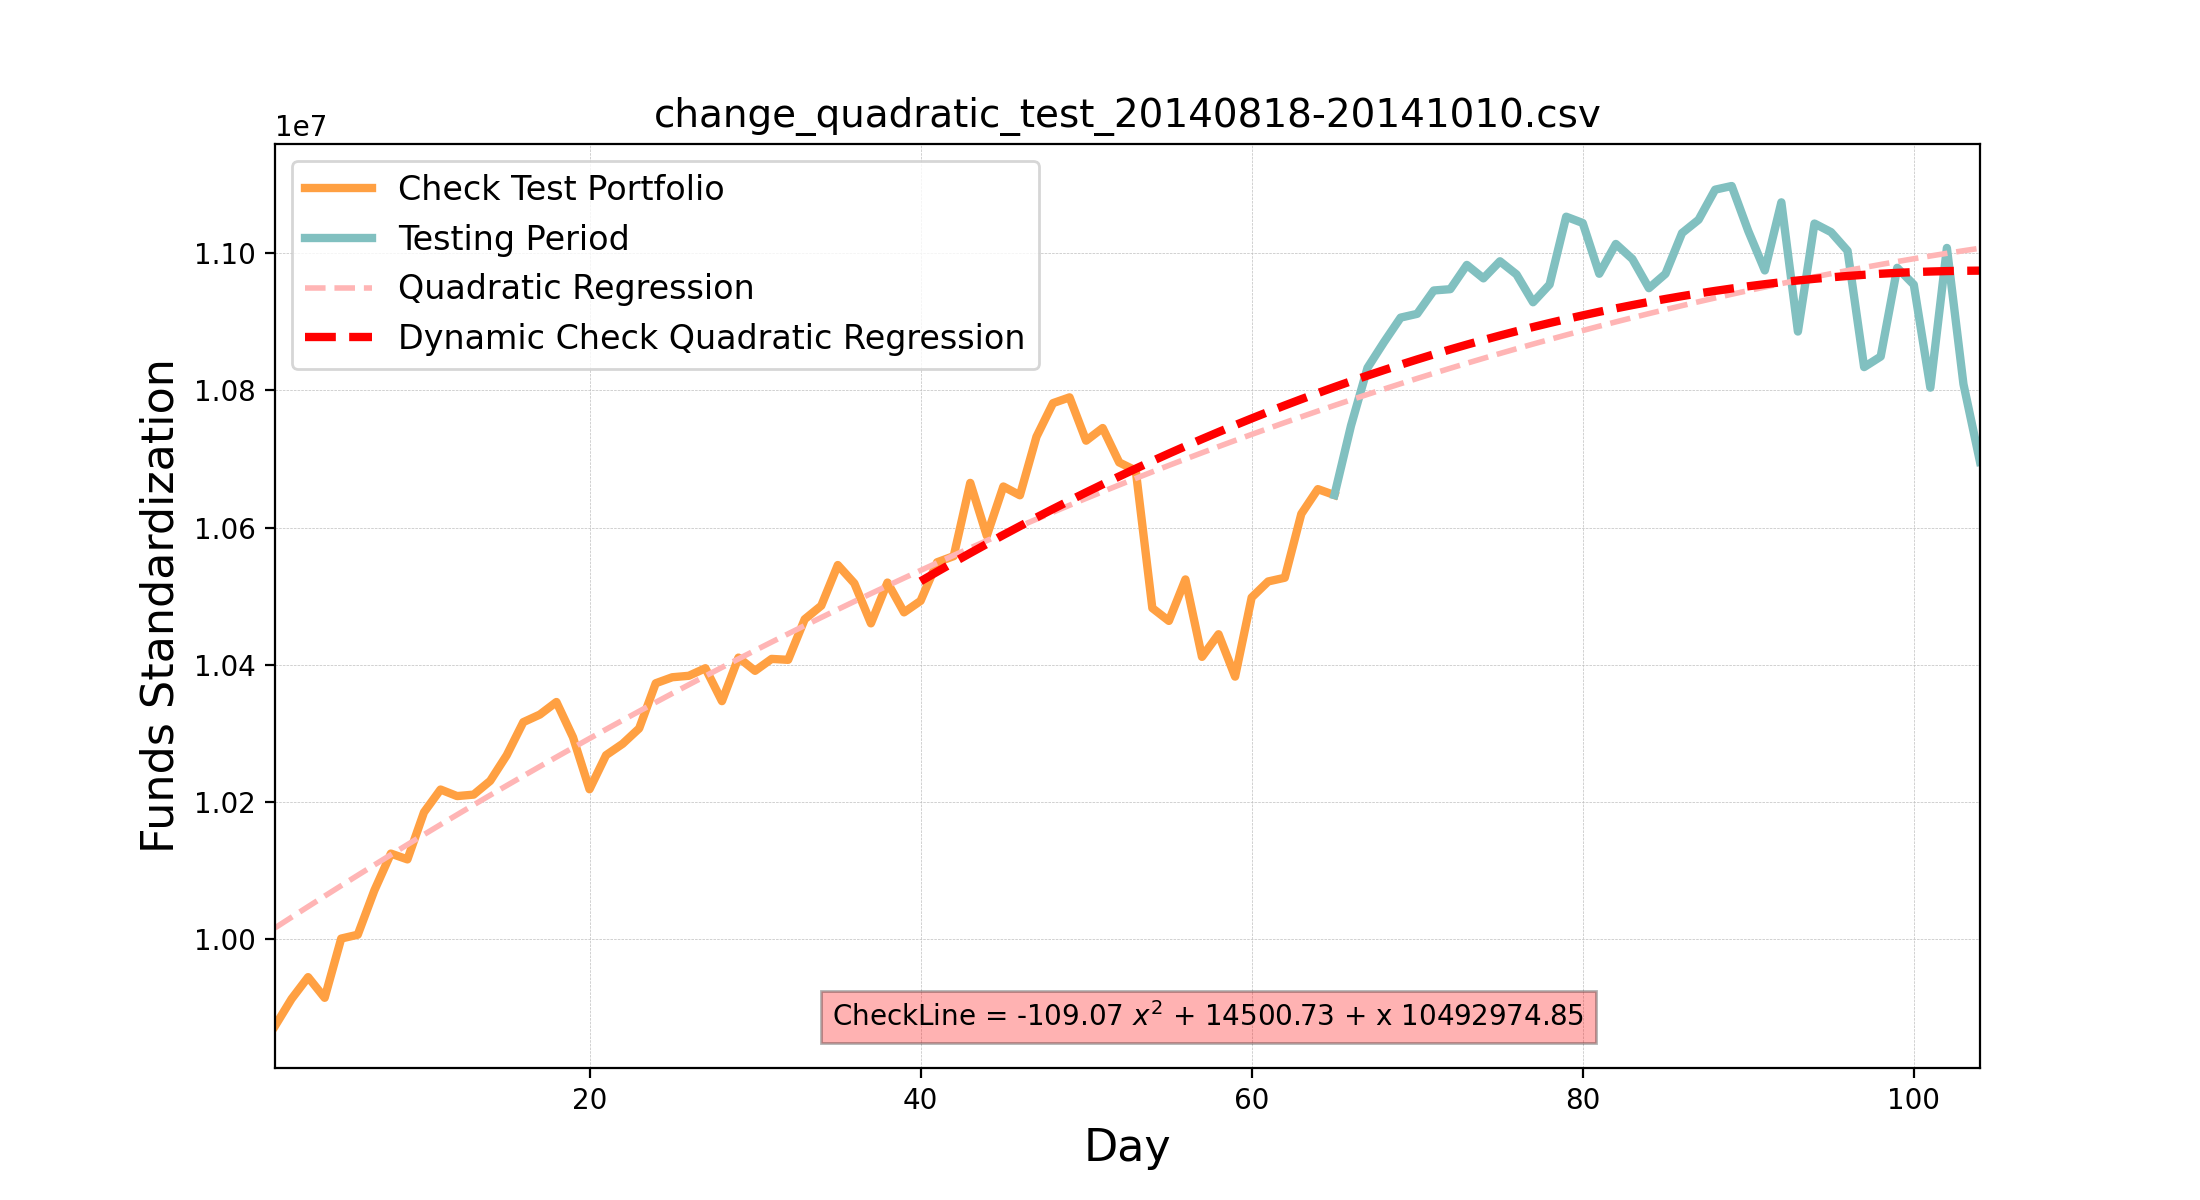 change_quadratic_test_20140818-20141010.csv
1e7
Check Test Portfolio
Testing Period
Quadratic Regression
Dynamic Check Quadratic Regression
1.10
1.08
1.06
1.04
1.02
1.00
Funds Standardization
CheckLine = -109.07 x² + 14500.73 + x 10492974.85
20 40 60 80 100
Day